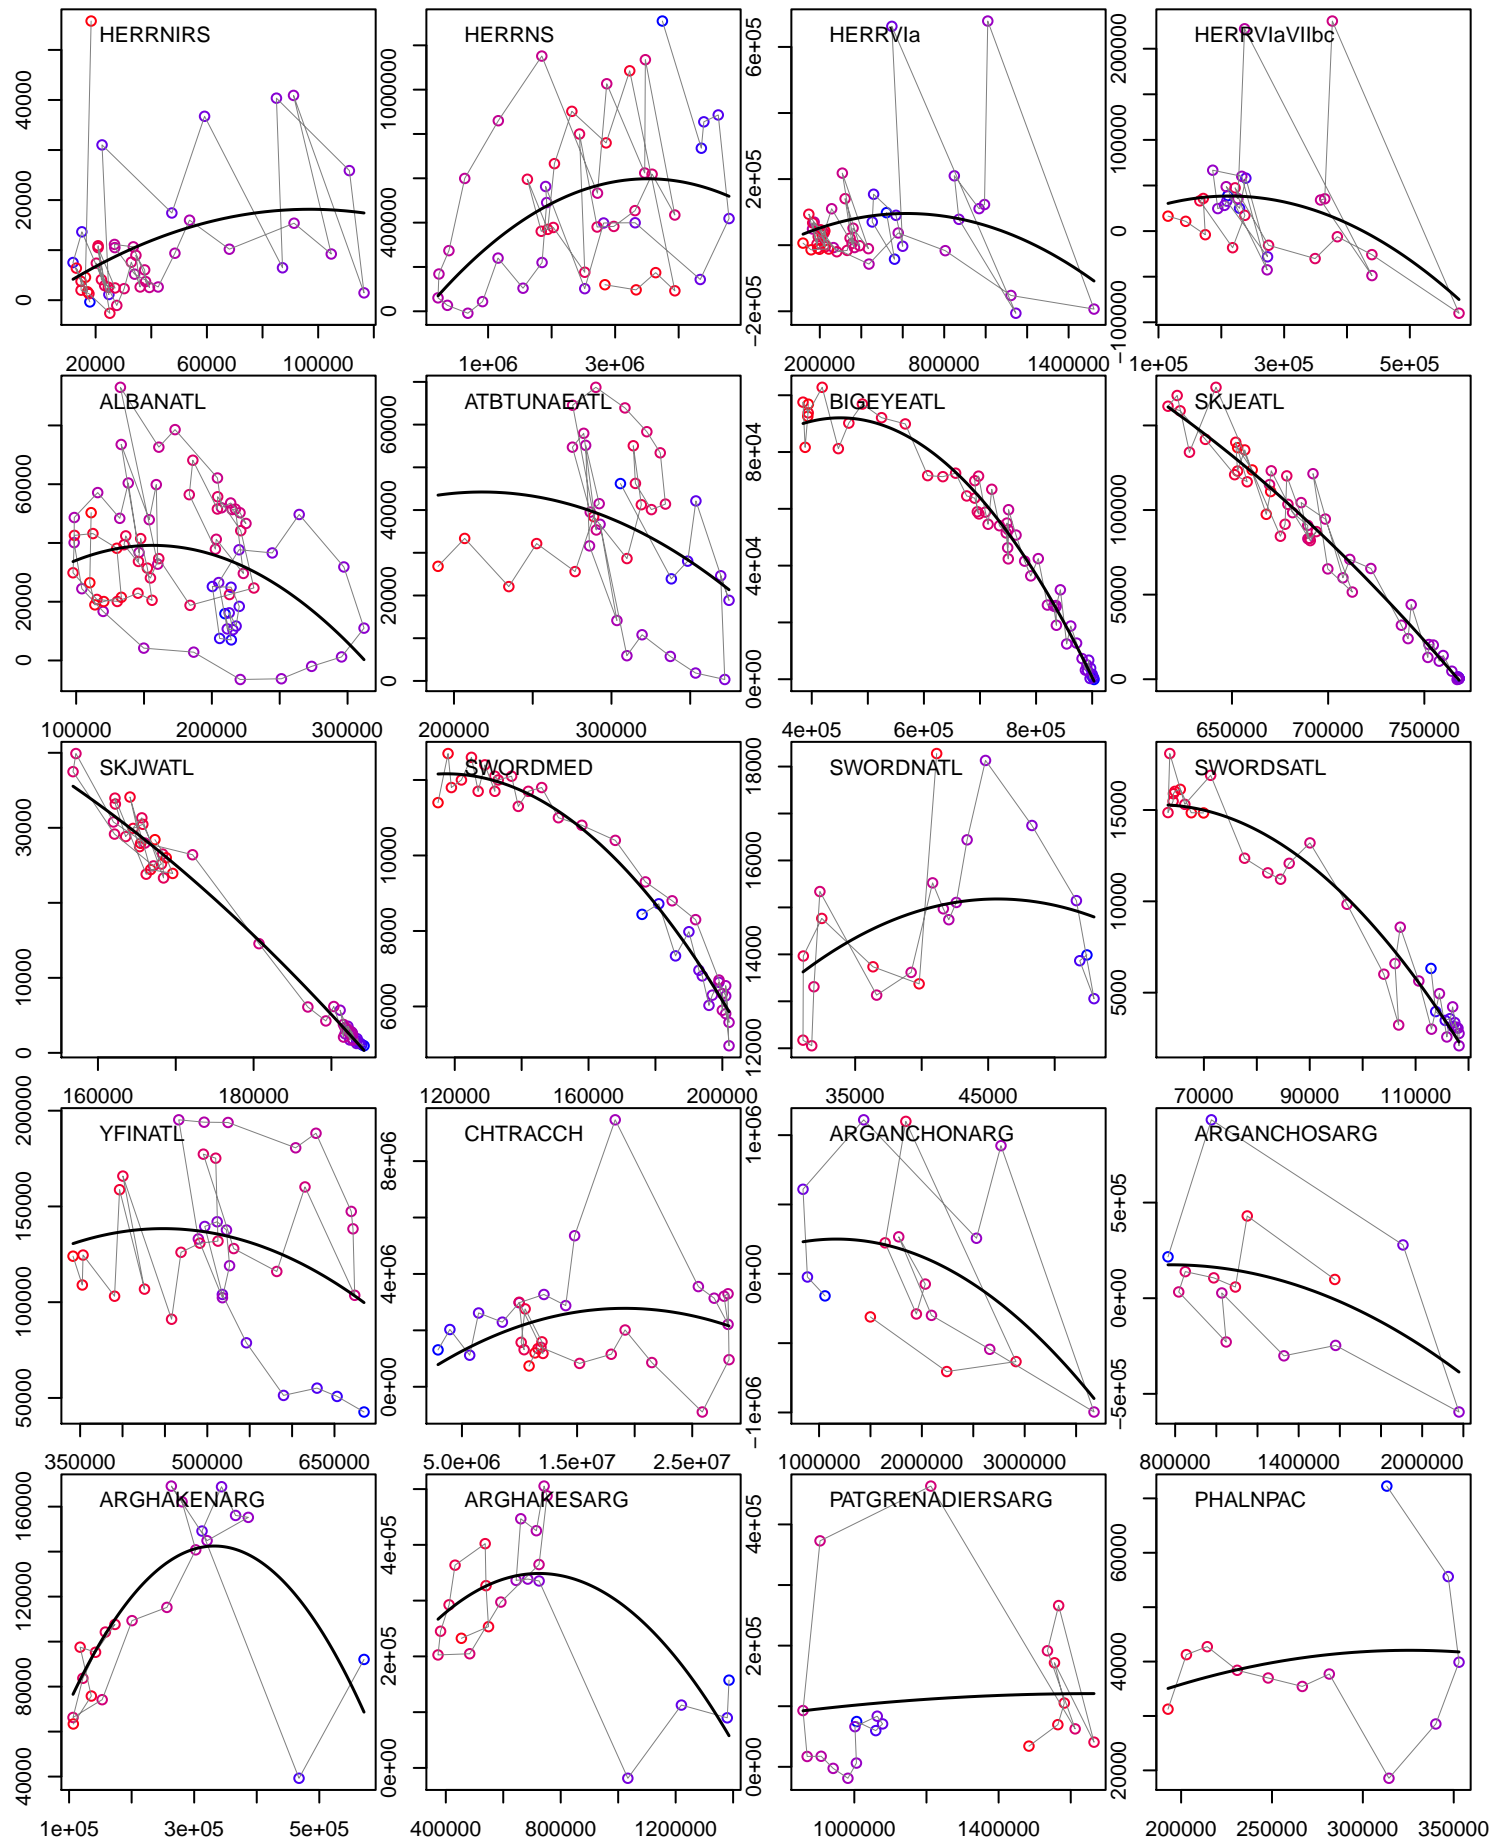 HERRNIRS HERRNS HERRVIa HERRVIaVIIbc
0 20000 40000
0 400000 1000000
−2e+05 2e+05 6e+05
−100000 0 100000 200000
20000 60000 100000
1e+06 3e+06
200000 800000 1400000
1e+05 3e+05 5e+05
ALBANATL ATBTUNAEATL BIGEYEATL SKJEATL
0 20000 60000
0 20000 40000 60000
0e+00 4e+04 8e+04
0 50000 100000
100000 200000 300000
200000 300000
4e+05 6e+05 8e+05
650000 700000 750000
SKJWATL SWORDMED SWORDNATL SWORDSATL
0 10000 30000
6000 8000 10000
12000 14000 16000 18000
5000 10000 15000
160000 180000
120000 160000 200000
35000 45000
70000 90000 110000
YFINATL CHTRACCH ARGANCHONARG ARGANCHOSARG
50000 100000 150000 200000
0e+00 4e+06 8e+06
−1e+06 0e+00 1e+06
−5e+05 0e+00 5e+05
350000 500000 650000
5.0e+06 1.5e+07 2.5e+07
1000000 2000000 3000000
8000000 1400000 2000000
ARGHAKENARG ARGHAKESARG PATGRENADIERSARG PHALNPAC
40000 80000 120000 160000
0e+00 2e+05 4e+05
0e+00 2e+05 4e+05
20000 40000 60000
1e+05 3e+05 5e+05
400000 800000 1200000
1000000 1400000
200000 250000 300000 350000